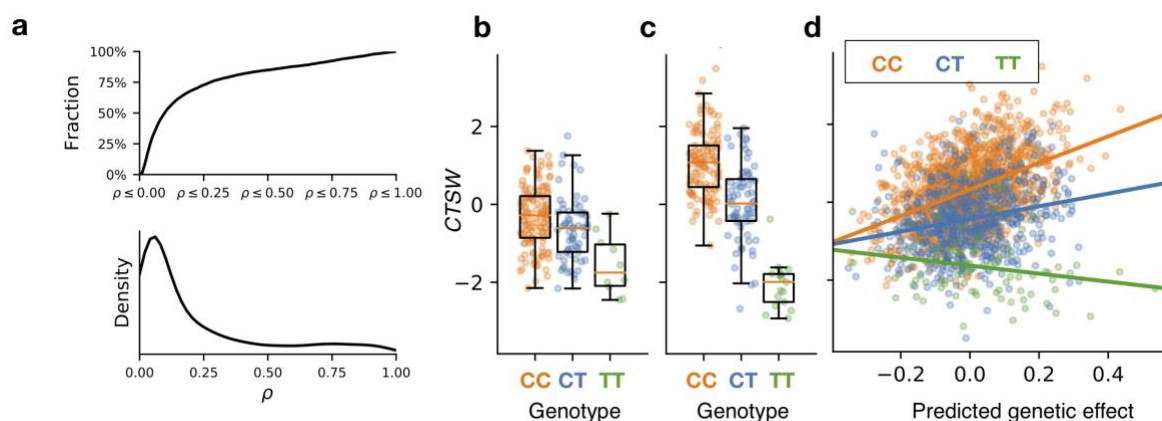 a
Fraction
100%
75%
50%
25%
0%
ρ ≤ 0.00 ρ ≤ 0.25 ρ ≤ 0.50 ρ ≤ 0.75 ρ ≤ 1.00
Density
0.00 0.25 0.50 0.75 1.00
ρ
b
CTSW
2
0
−2
CC CT TT
Genotype
c
CC CT TT
Genotype
d
CC CT TT
−0.2 0.0 0.2 0.4
Predicted genetic effect